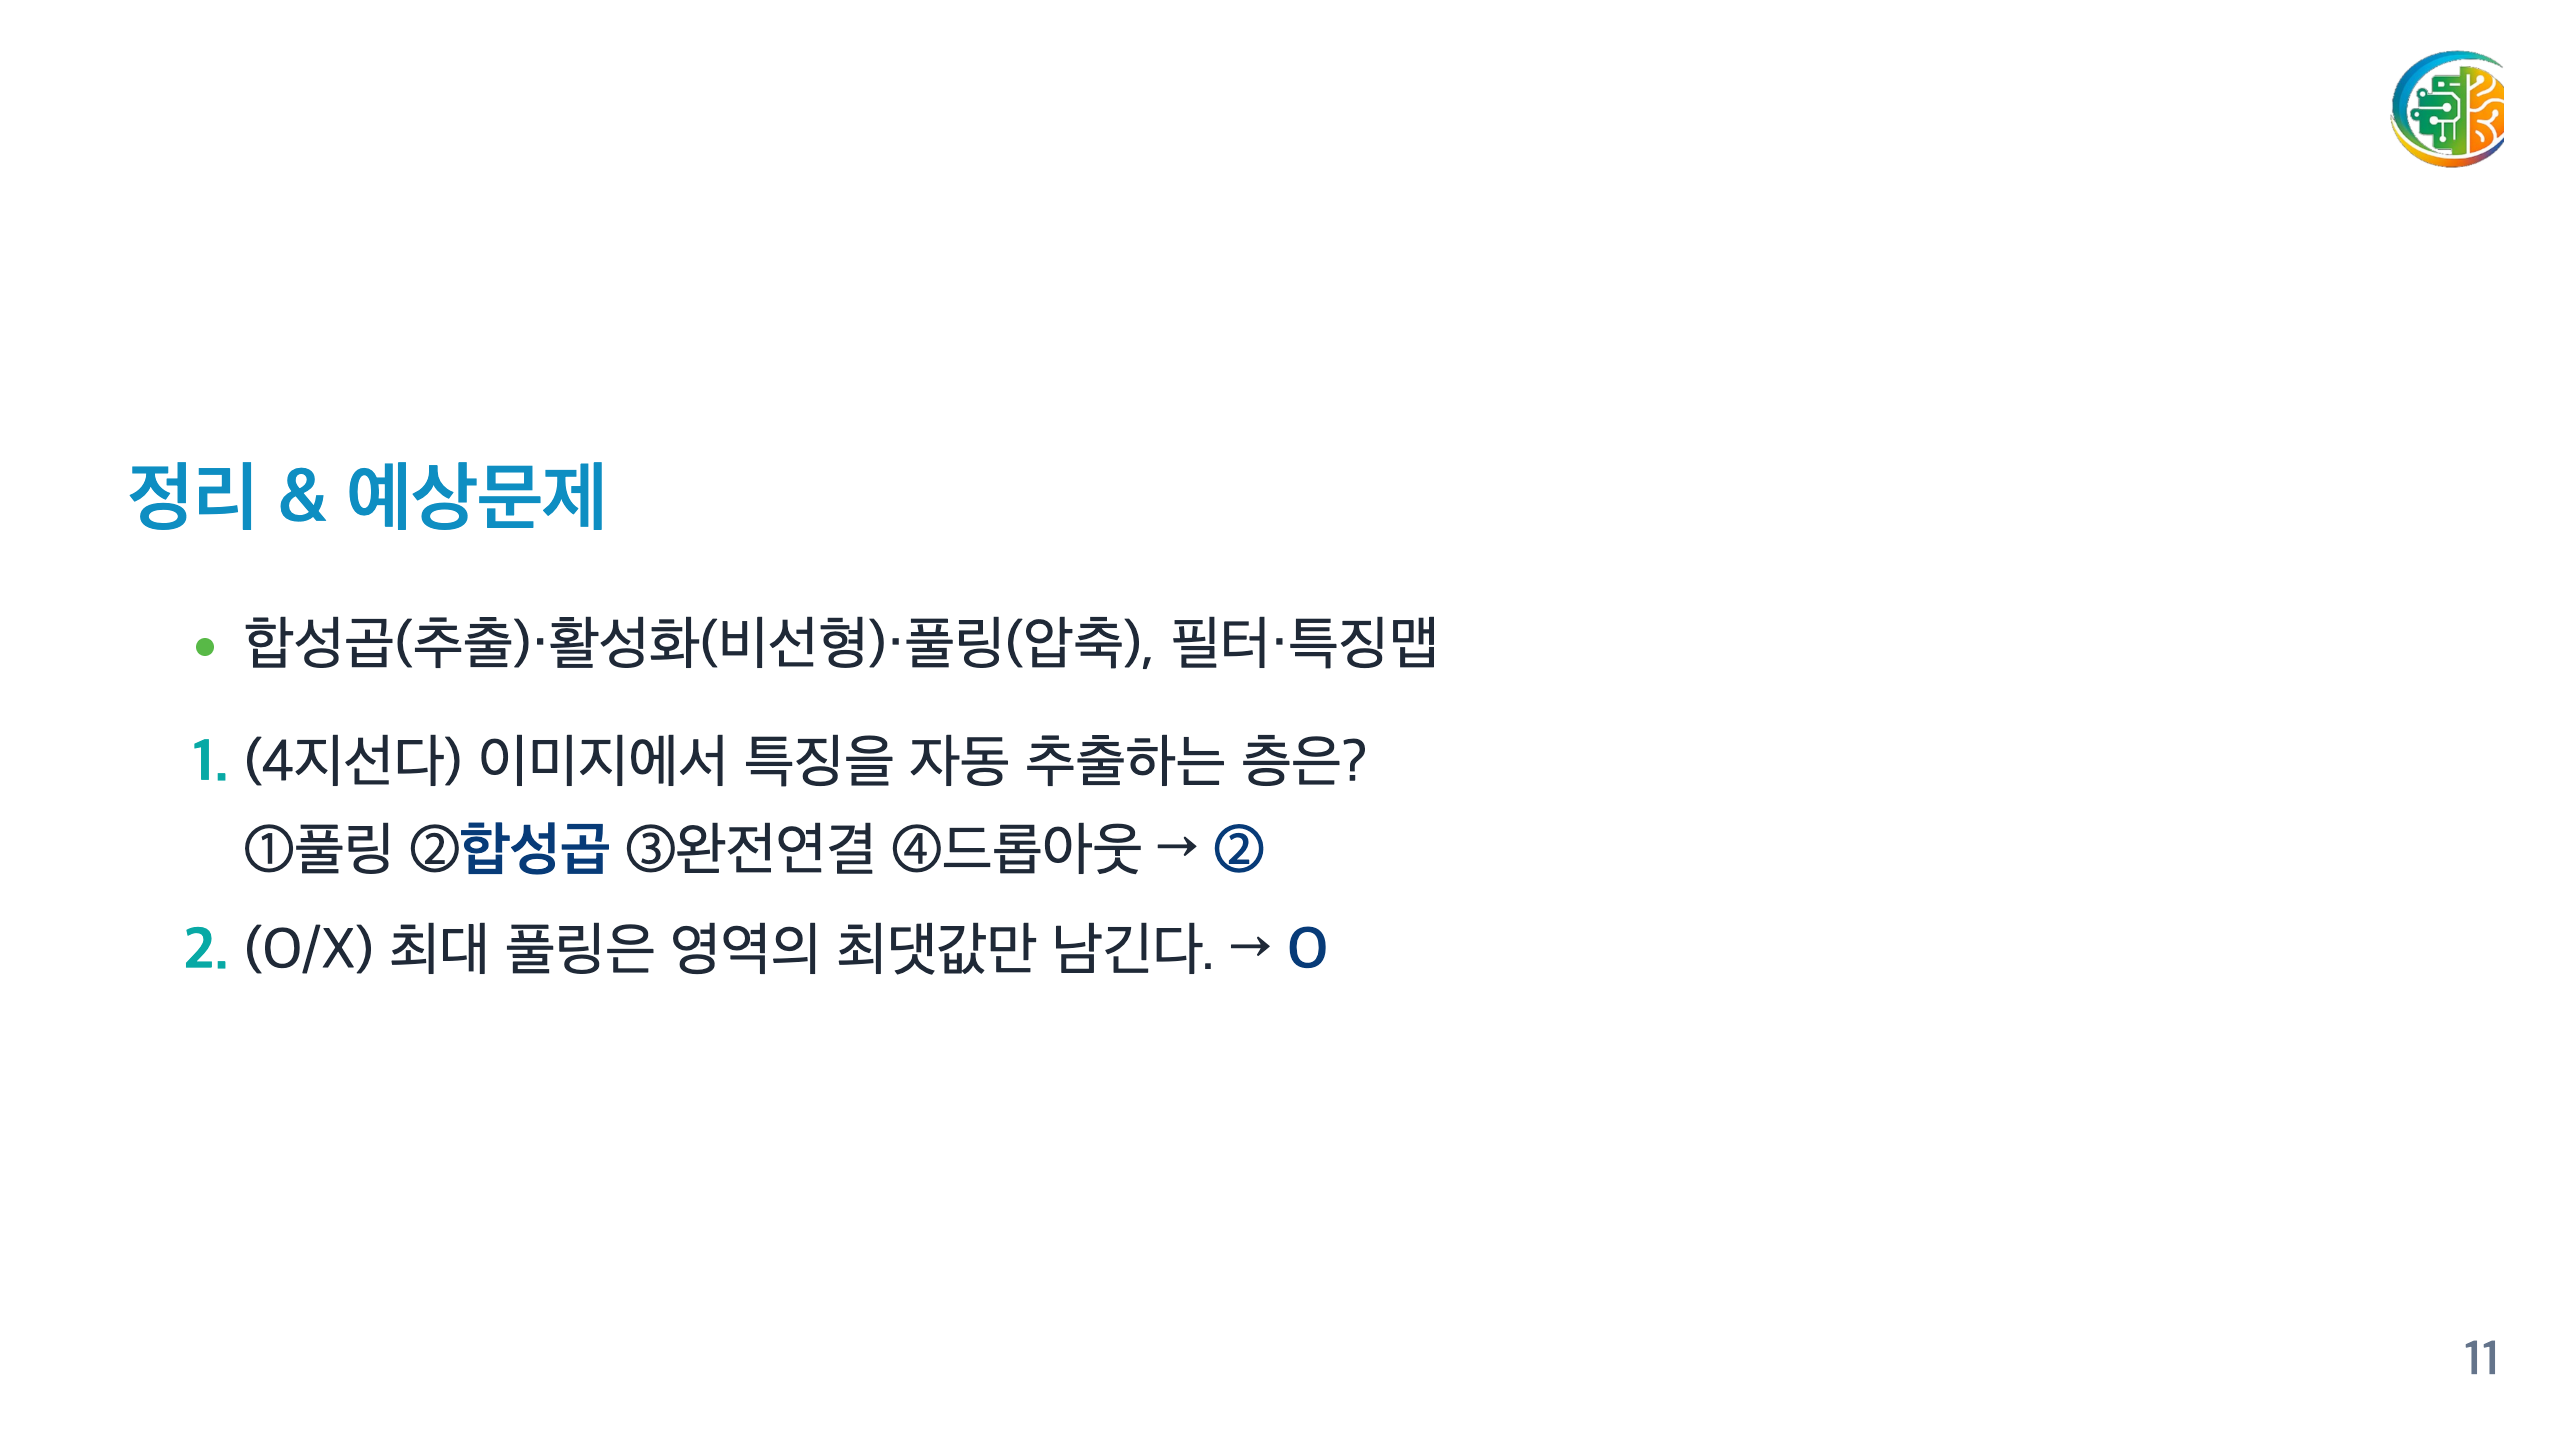 정리 & 예상문제
• 합성곱(추출)·활성화(비선형)·풀링(압축), 필터·특징맵
1. (4지선다) 이미지에서 특징을 자동 추출하는 층은?
①풀링 ②합성곱 ③완전연결 ④드롭아웃 → ②
2. (O/X) 최대 풀링은 영역의 최댓값만 남긴다. → O
11